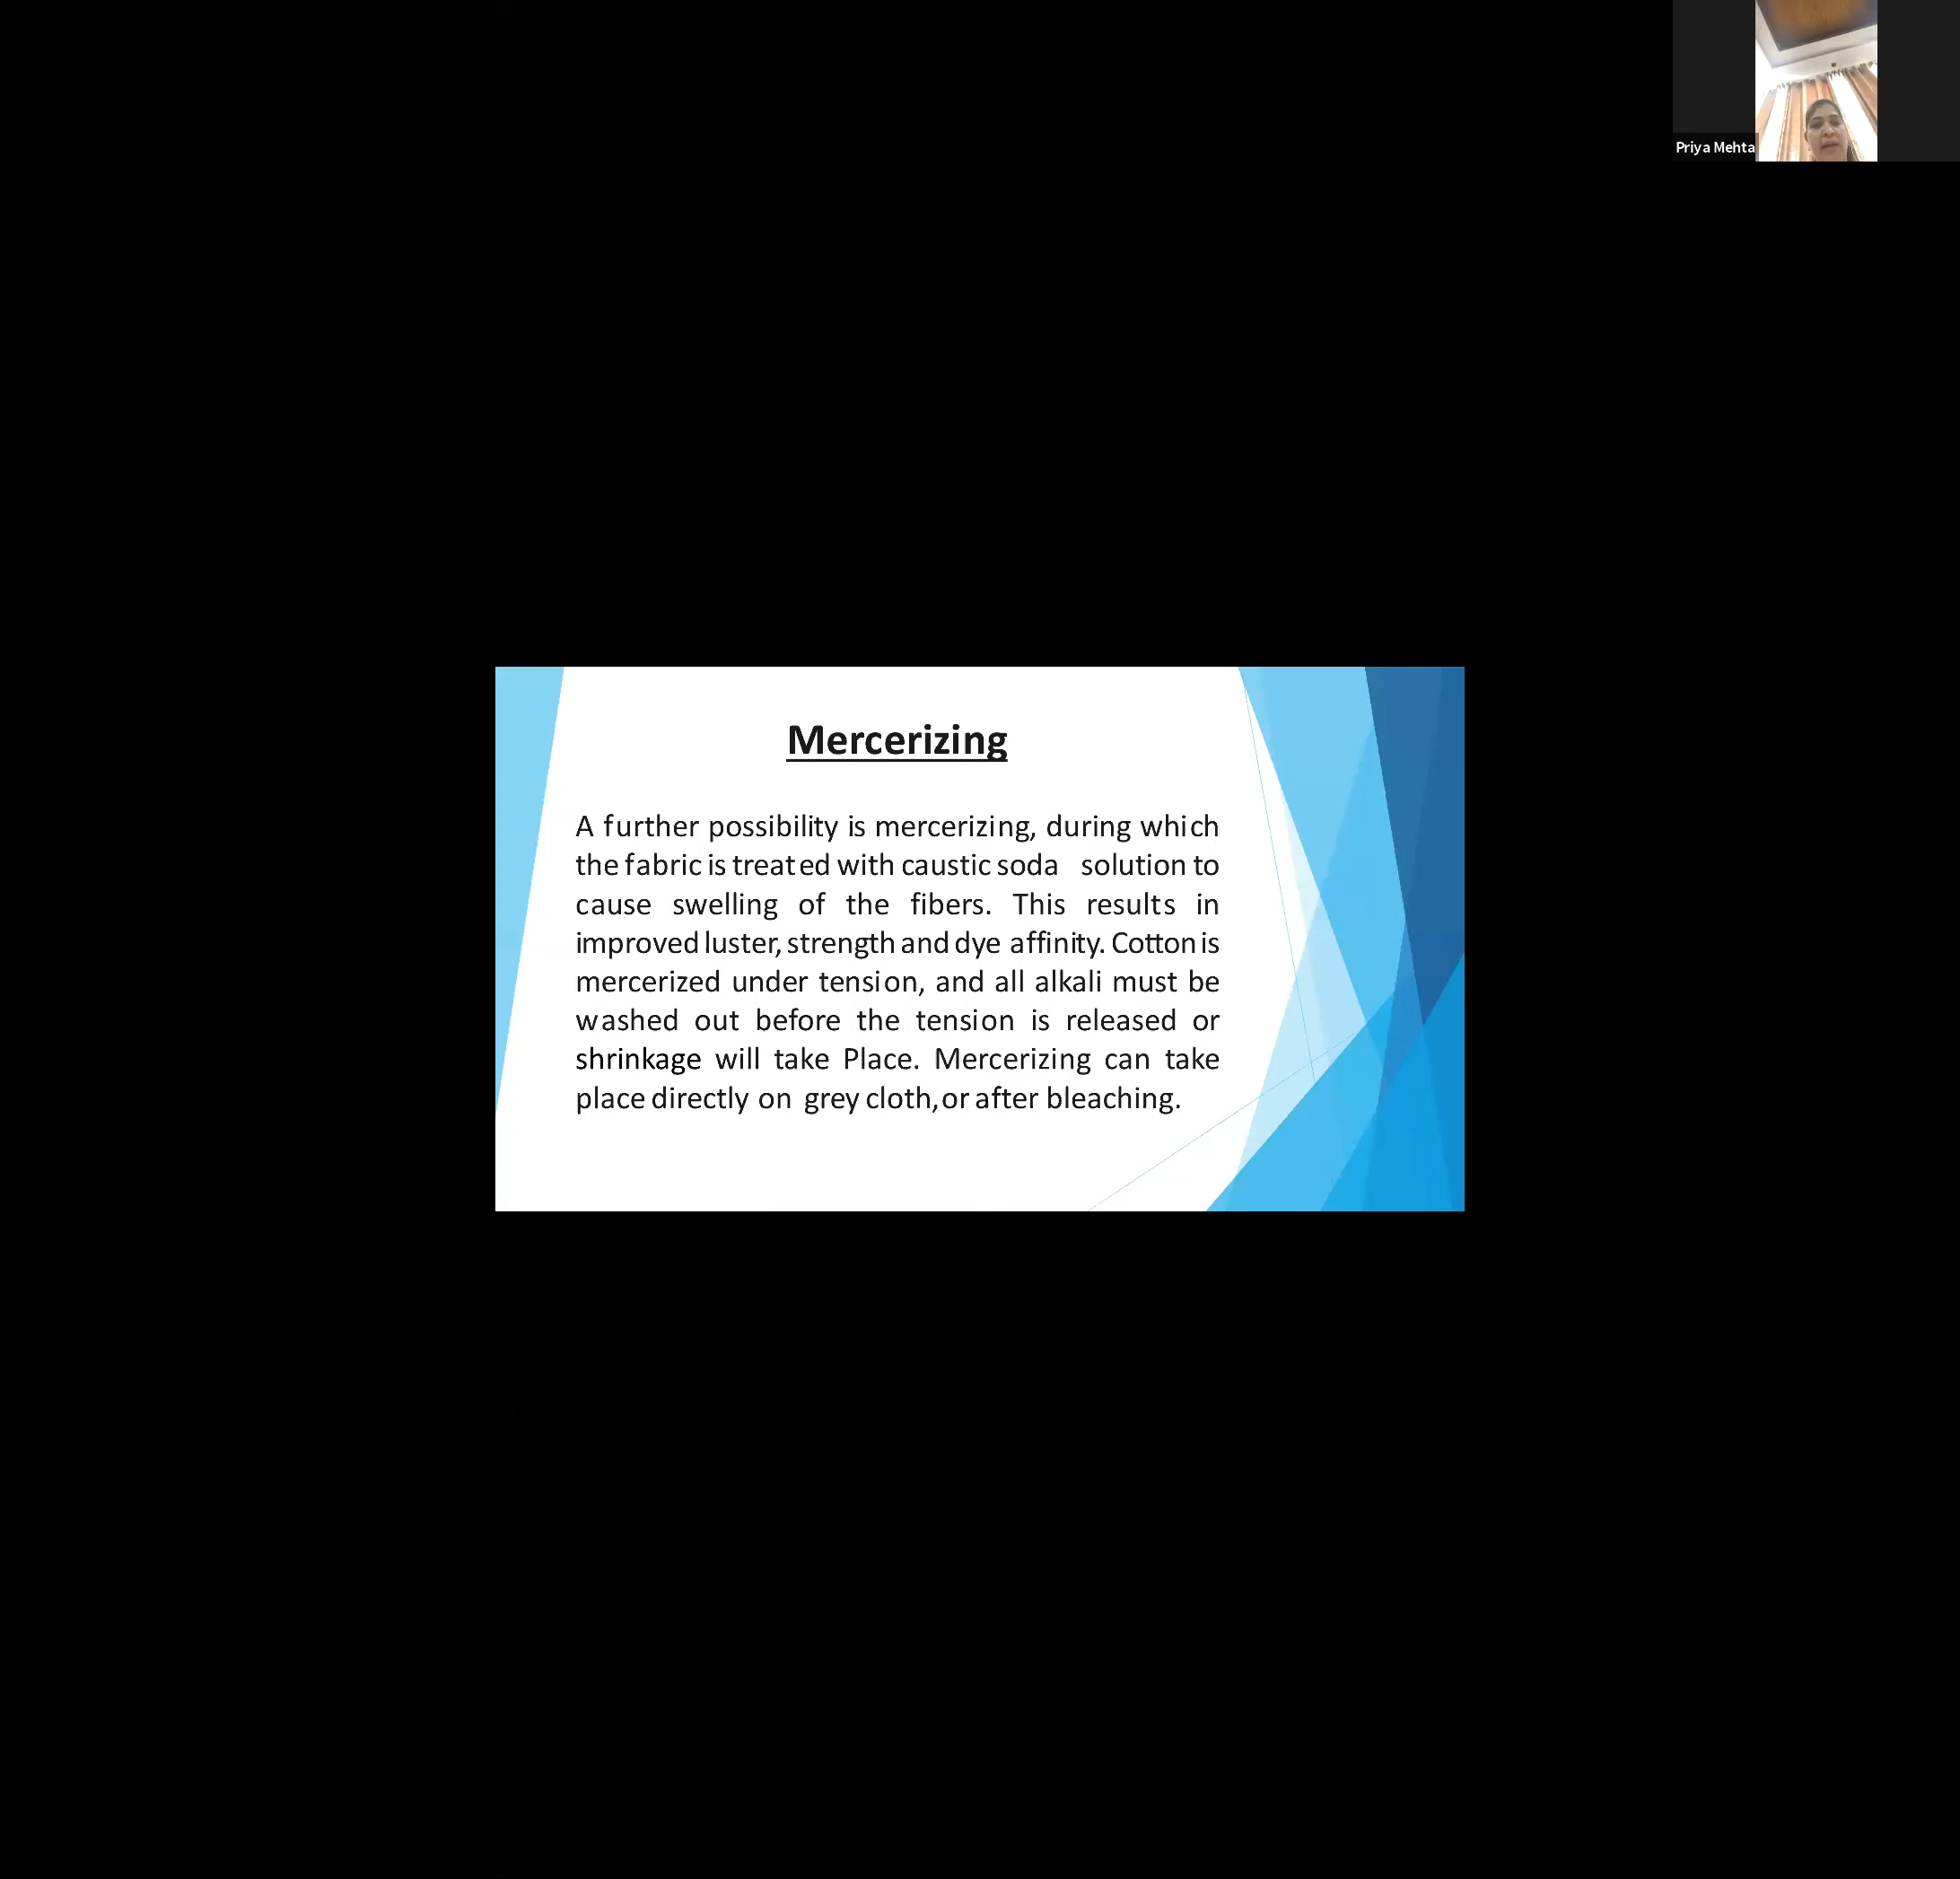 Priya Mehta
Mercerizing
A further possibility is mercerizing, during which
the fabric is treated with caustic soda solution to
cause swelling of the fibers. This results in
improved luster, strength and dye affinity. Cotton is
mercerized under tension, and all alkali must be
washed out before the tension is released or
shrinkage will take Place. Mercerizing can take
place directly on grey cloth, or after bleaching.